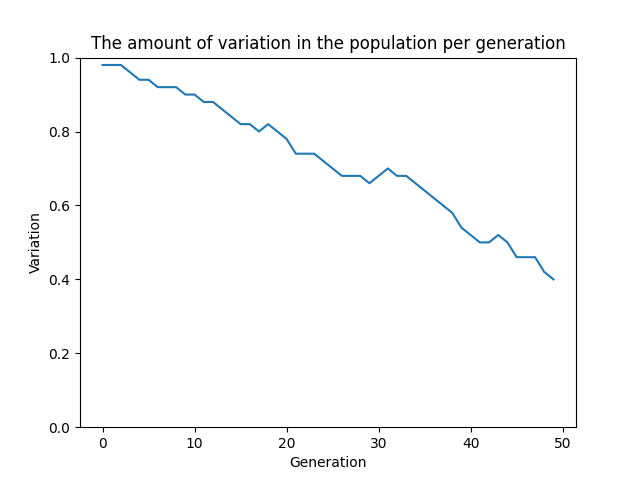 The amount of variation in the population per generation
1.0
0.8
0.6
0.4
0.2
0.0
Variation
0 10 20 30 40 50
Generation